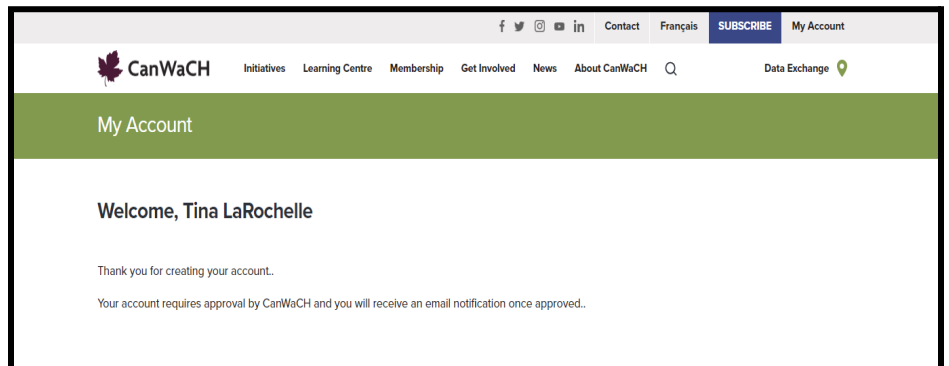 Contact Français SUBSCRIBE My Account
CanWaCH Initiatives Learning Centre Membership Get Involved News About CanWaCH Data Exchange
My Account
Welcome, Tina LaRochelle
Thank you for creating your account..
Your account requires approval by CanWaCH and you will receive an email notification once approved..